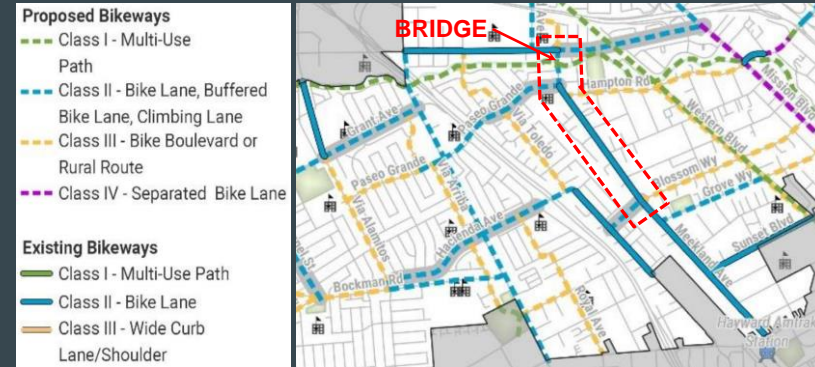 Proposed Bikeways
Class I - Multi-Use
Path
Class II - Bike Lane, Buffered
Bike Lane, Climbing Lane
Class III - Bike Boulevard or
Rural Route
Class IV - Separated Bike Lane
Existing Bikeways
Class I - Multi-Use Path
Class II - Bike Lane
Class III - Wide Curb
Lane/Shoulder
BRIDGE
Hampton Rd
Mission Blvd
Western Blvd
Grant Ave
Paseo Grande
Via Toledo
Paseo Grande
Via Arriba
Via Alamitos
Hacienda Ave
Blossom Wy
Grove Wy
Meekland Ave
Sunset Blvd
Bockman Rd
Royal Ave
Hayward Amtrak
Station